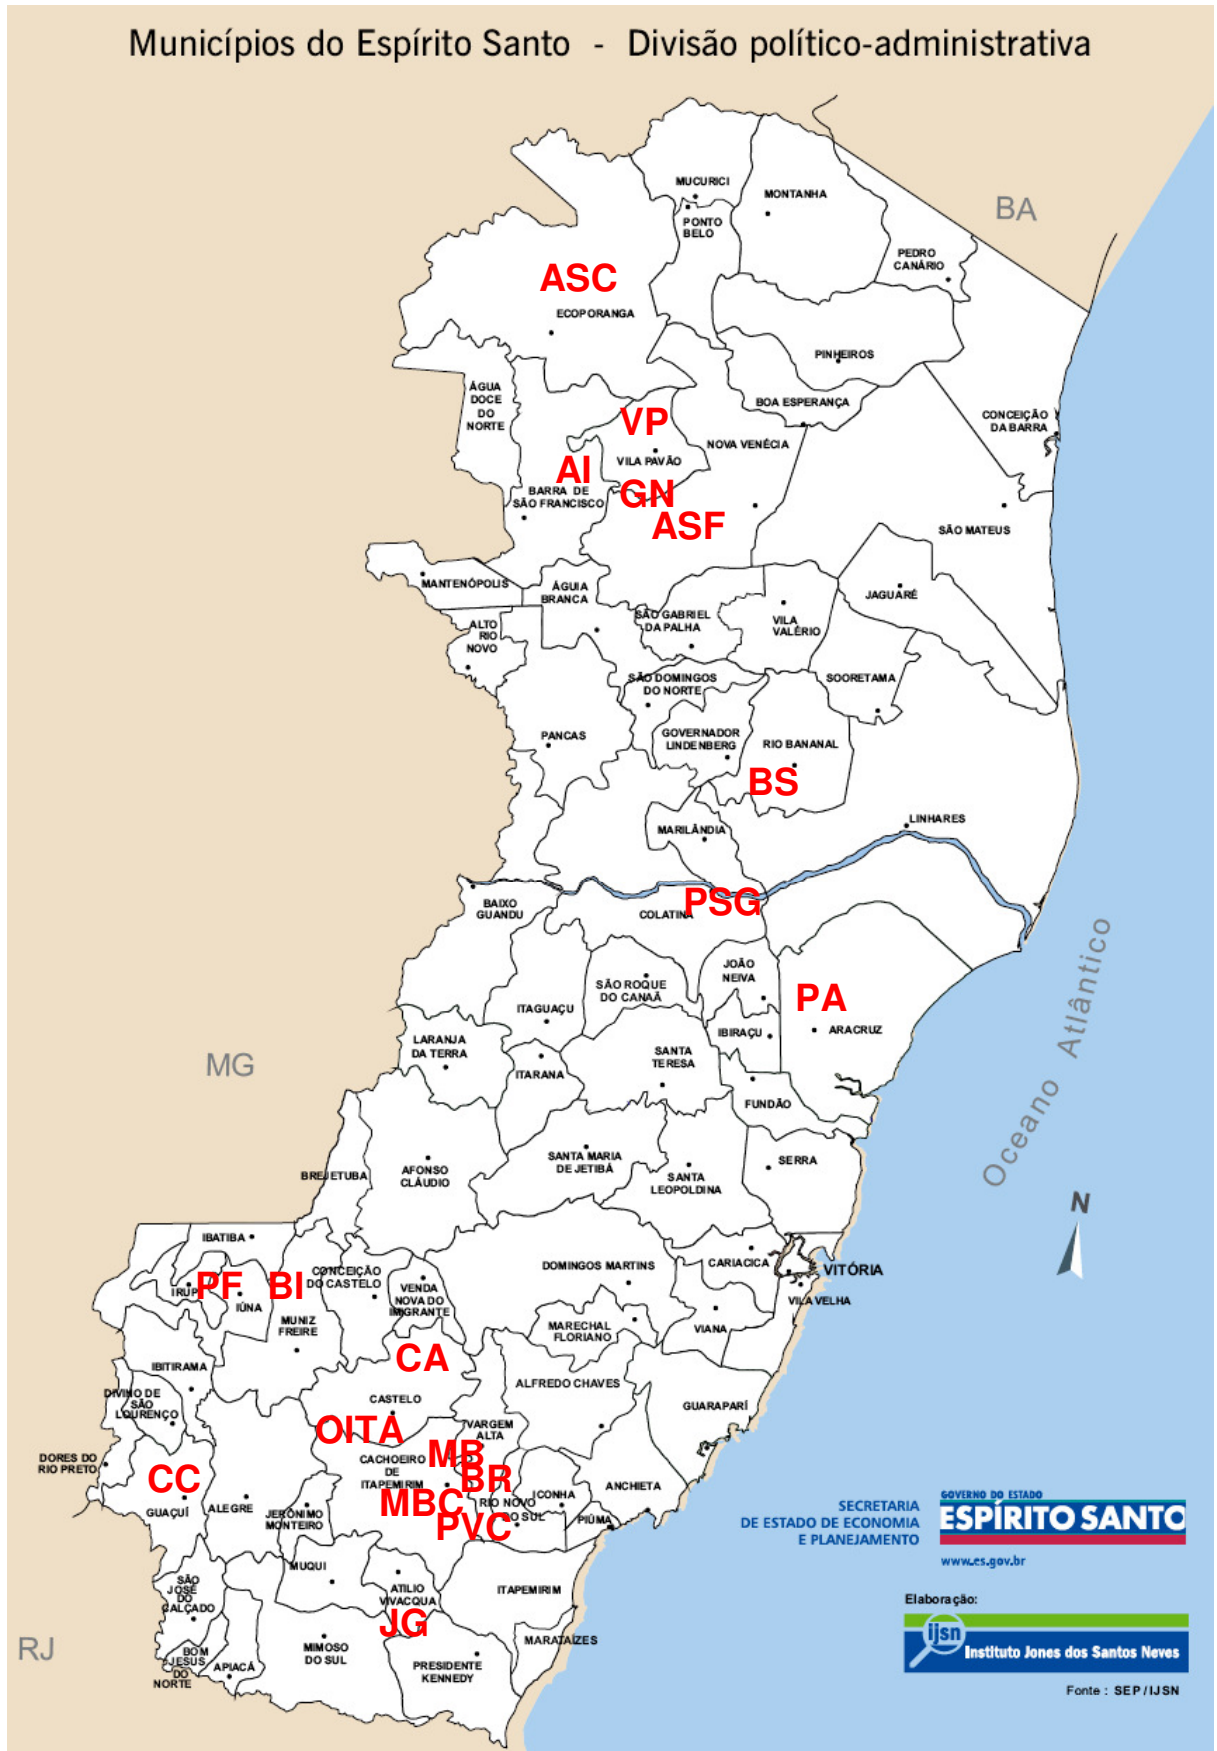 Municípios do Espírito Santo - Divisão político-administrativa
MUCURICI
MONTANHA
PONTO
BELO
BA
PEDRO
CANÁRIO
ASC
ECOPORANGA
PINHEIROS
ÁGUA
DOCE
DO
NORTE
BOA ESPERANÇA
CONCEIÇÃO
DA BARRA
VP
NOVA VENÉCIA
VILA PAVÃO
AI
GN
BARRA DE
SÃO FRANCISCO
ASF
SÃO MATEUS
MANTENÓPOLIS
ÁGUIA
BRANCA
JAGUARÉ
ALTO
RIO
NOVO
SÃO GABRIEL
DA PALHA
VILA
VALÉRIO
SÃO DOMINGOS
DO NORTE
SOORETAMA
PANCAS
GOVERNADOR
LINDENBERG
RIO BANANAL
BS
LINHARES
MARILÂNDIA
BAIXO
GUANDU
COLATINA
PSG
JOÃO
NEIVA
SÃO ROQUE
DO CANAÃ
PA
ITAGUAÇU
IBIRAÇU
ARACRUZ
Oceano Atlântico
MG
LARANJA
DA TERRA
ITARANA
SANTA
TERESA
FUNDÃO
BREJETUBA
AFONSO
CLÁUDIO
SANTA MARIA
DE JETIBÁ
SANTA
LEOPOLDINA
SERRA
N
IBATIBA
IRUPI
PF
IÚNA
BI
CONCEIÇÃO
DO CASTELO
VENDA
NOVA DO
IMIGRANTE
DOMINGOS MARTINS
CARIACICA
VITÓRIA
VILA VELHA
MUNIZ
FREIRE
MARECHAL
FLORIANO
VIANA
IBITIRAMA
CA
ALFREDO CHAVES
DIVINO DE
SÃO
LOURENÇO
CASTELO
GUARAPARÍ
OITA
VARGEM
ALTA
DORES DO
RIO PRETO
CC
CACHOEIRO
DE
ITAPEMIRIM
MB
BR
ANCHIETA
GUAÇUÍ
ALEGRE
JERÔNIMO
MONTEIRO
MBC
RIO NOVO
DO SUL
ICONHA
PIÚMA
PVC
SECRETARIA
DE ESTADO DE ECONOMIA
E PLANEJAMENTO
GOVERNO DO ESTADO
ESPÍRITO SANTO
www.es.gov.br
MUQUI
ATILIO
VIVACQUA
ITAPEMIRIM
SÃO
JOSÉ
DO
CALÇADO
JG
Elaboração:
ijsn
Instituto Jones dos Santos Neves
Fonte : SEP / IJSN
RJ
BOM
JESUS
DO
NORTE
APIACÁ
MIMOSO
DO SUL
PRESIDENTE
KENNEDY
MARATAÍZES